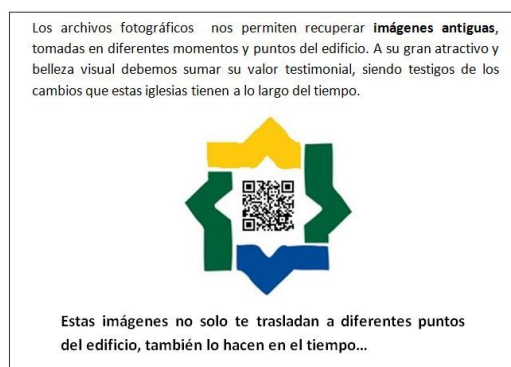 Los archivos fotográficos nos permiten recuperar imágenes antiguas,
tomadas en diferentes momentos y puntos del edificio. A su gran atractivo y
belleza visual debemos sumar su valor testimonial, siendo testigos de los
cambios que estas iglesias tienen a lo largo del tiempo.
Estas imágenes no solo te trasladan a diferentes puntos
del edificio, también lo hacen en el tiempo...